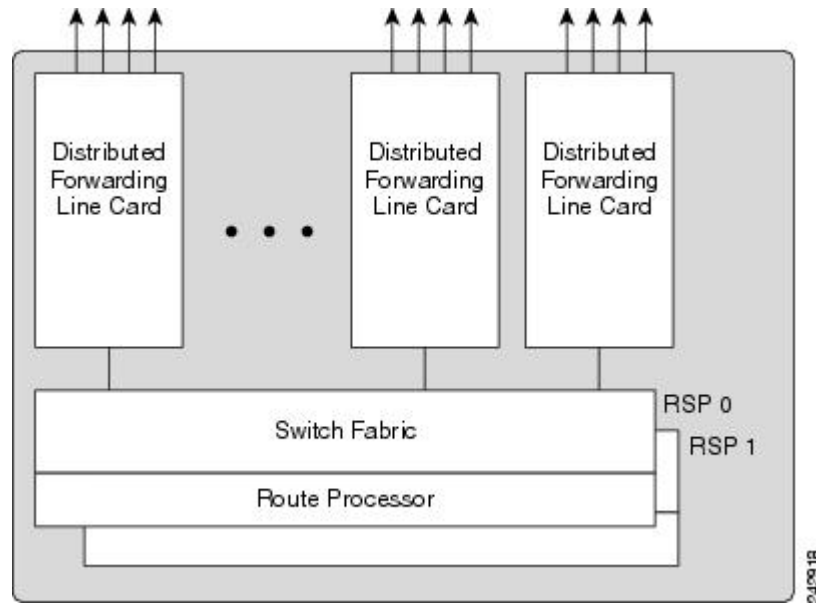 Distributed
Forwarding
Line Card
Distributed
Forwarding
Line Card
Distributed
Forwarding
Line Card
Switch Fabric
RSP 0
RSP 1
Route Processor
242918